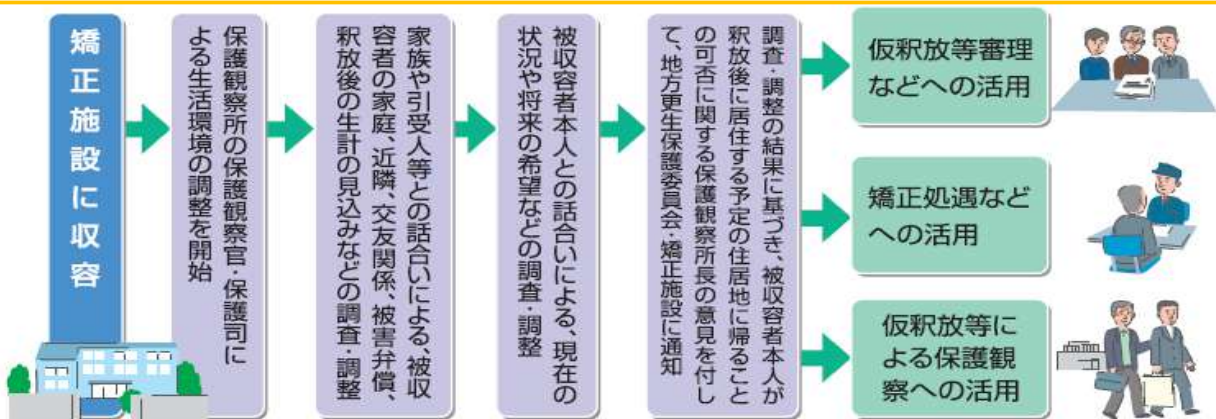 矯正施設に収容
保護観察所の保護観察官・保護司に
よる生活環境の調整を開始
家族や引受人等との話合いによる、被収
容者の家庭、近隣、交友関係、被害弁償、
釈放後の生計の見込みなどの調査・調整
被収容者本人との話合いによる、現在の
状況や将来の希望などの調査・調整
調査・調整の結果に基づき、被収容者本人が
釈放後に居住する予定の住居地に帰ること
の可否に関する保護観察所長の意見を付し
て、地方更生保護委員会・矯正施設に通知
仮釈放等審理
などへの活用
矯正処遇など
への活用
仮釈放等に
よる保護観
察への活用